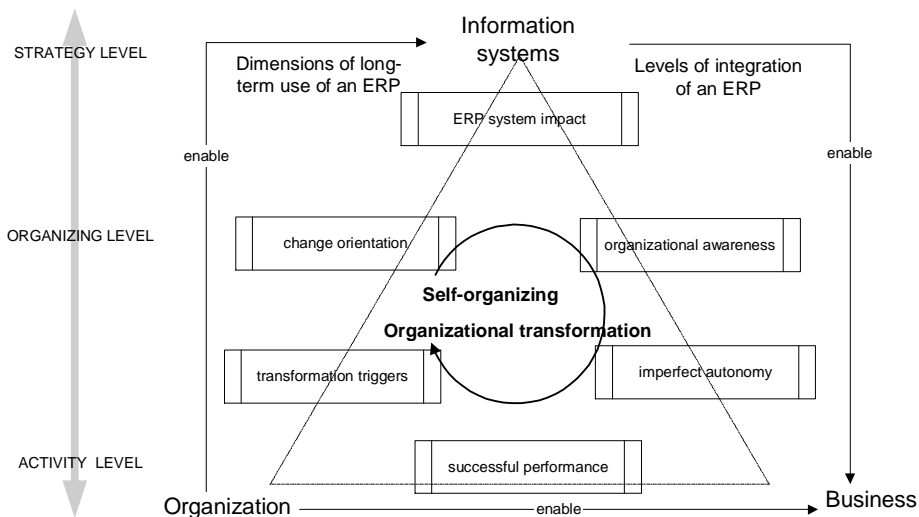 STRATEGY LEVEL
Information
systems
Dimensions of long-
term use of an ERP
Levels of integration
of an ERP
ERP system impact
enable
enable
ORGANIZING LEVEL
change orientation
organizational awareness
Self-organizing
Organizational transformation
transformation triggers
imperfect autonomy
ACTIVITY LEVEL
successful performance
Organization
enable
Business